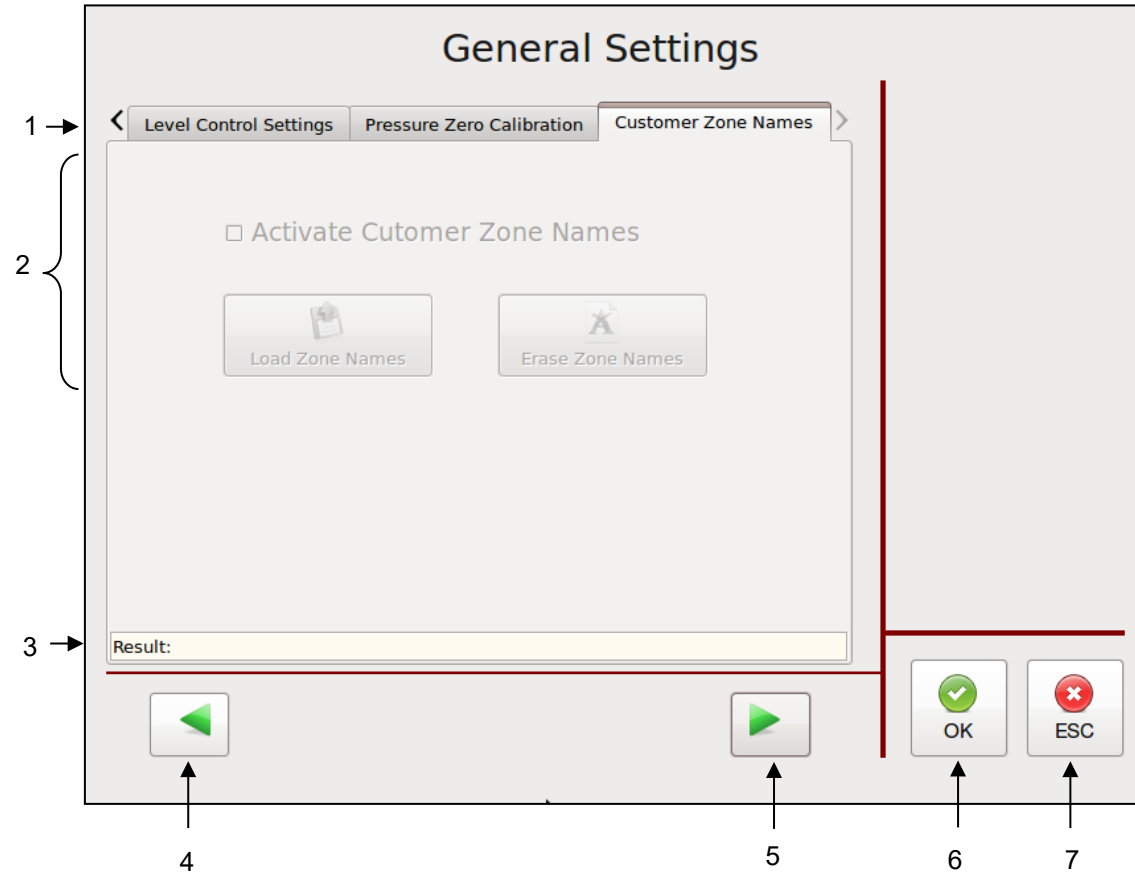 General Settings
1
Level Control Settings Pressure Zero Calibration Customer Zone Names
2
Activate Cutomer Zone Names
Load Zone Names Erase Zone Names
3
Result:
OK ESC
4 5 6 7